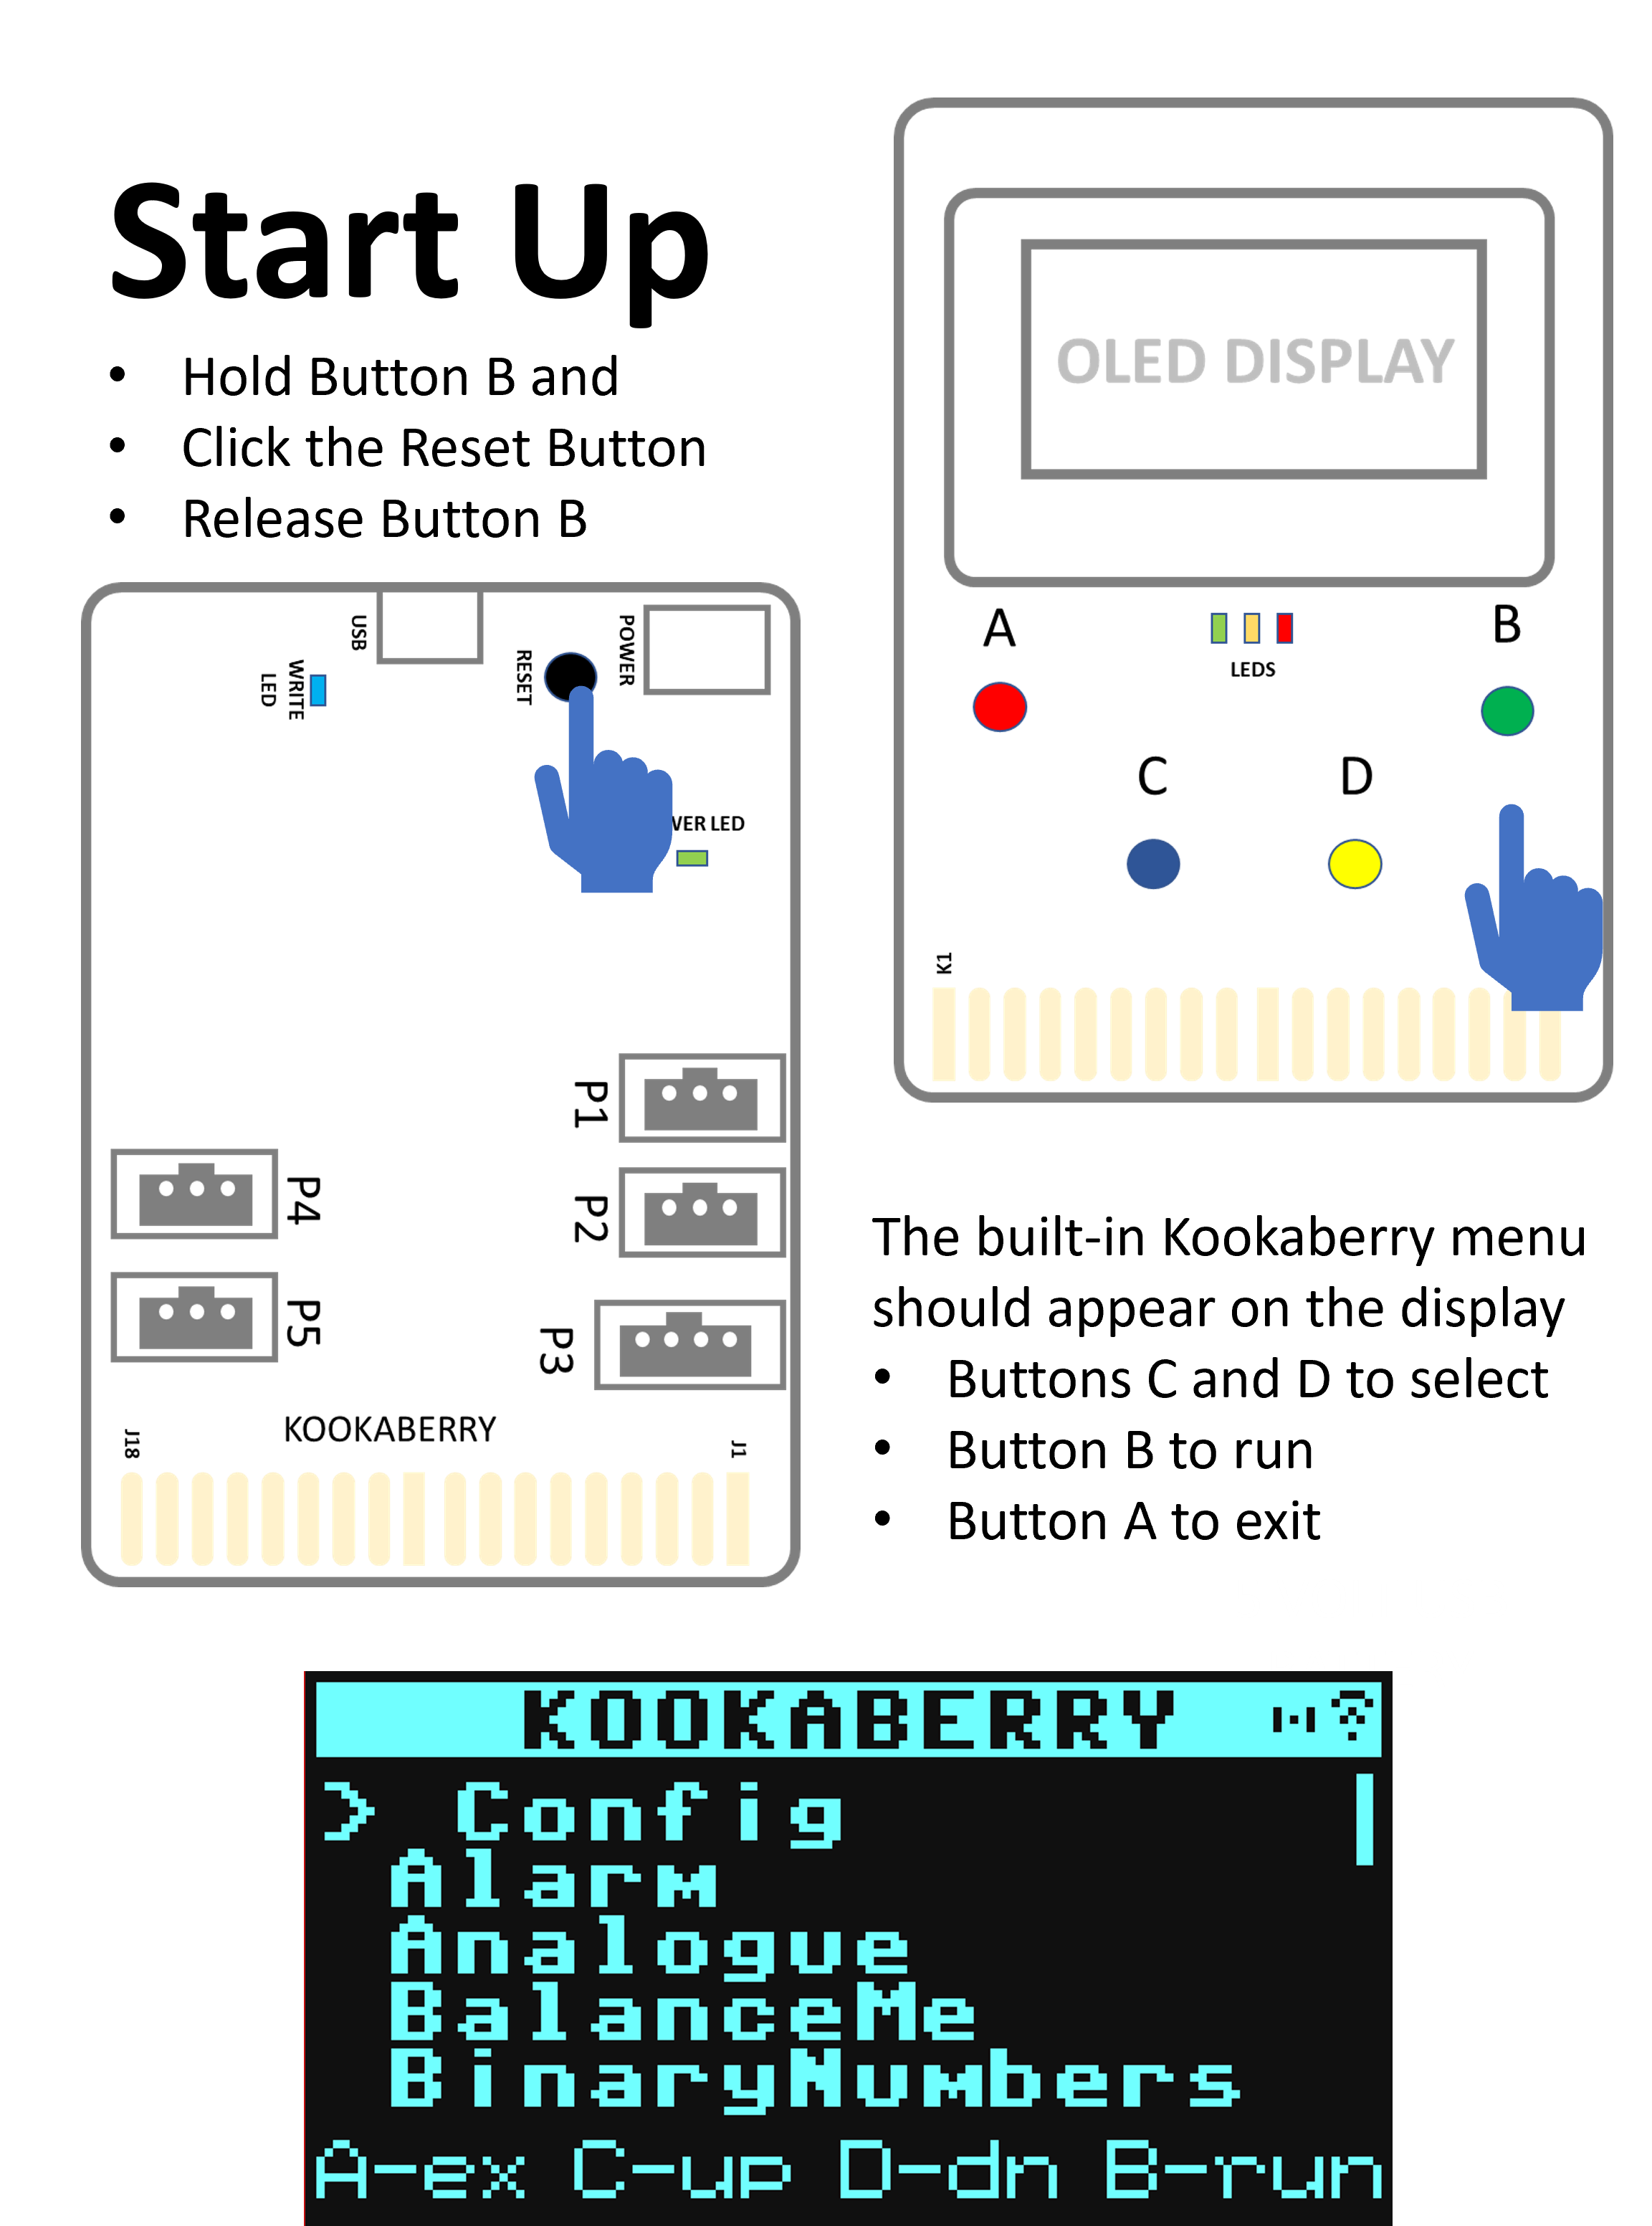 Start Up
• Hold Button B and
• Click the Reset Button
• Release Button B
OLED DISPLAY
A
B
LEDS
C
D
K1
USB
WRITE
LED
RESET
POWER
VER LED
P1
P4
P2
P5
P3
KOOKABERRY
J18
J1
The built-in Kookaberry menu
should appear on the display
• Buttons C and D to select
• Button B to run
• Button A to exit
KOOKABERRY
> Config
Alarm
Analogue
BalanceMe
BinaryNumbers
A-ex C-up D-dn B-run